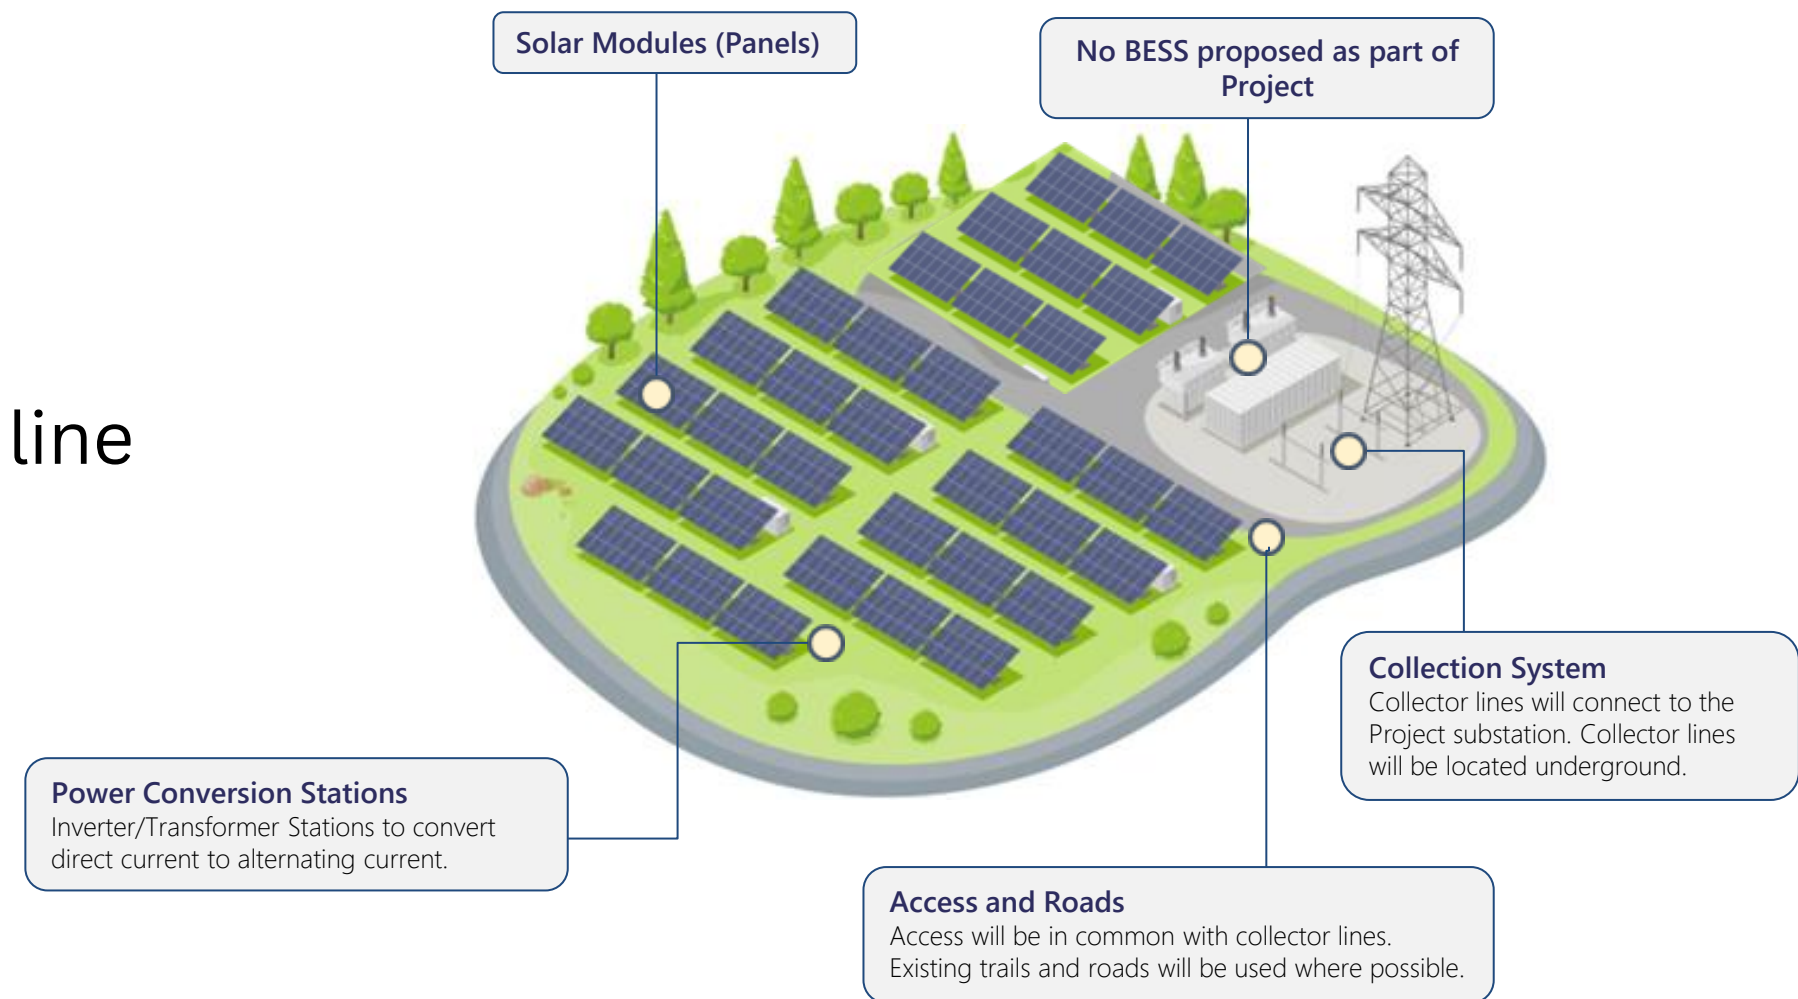 Solar Modules (Panels)
No BESS proposed as part of
Project
line
Collection System
Collector lines will connect to the
Project substation. Collector lines
will be located underground.
Power Conversion Stations
Inverter/Transformer Stations to convert
direct current to alternating current.
Access and Roads
Access will be in common with collector lines.
Existing trails and roads will be used where possible.